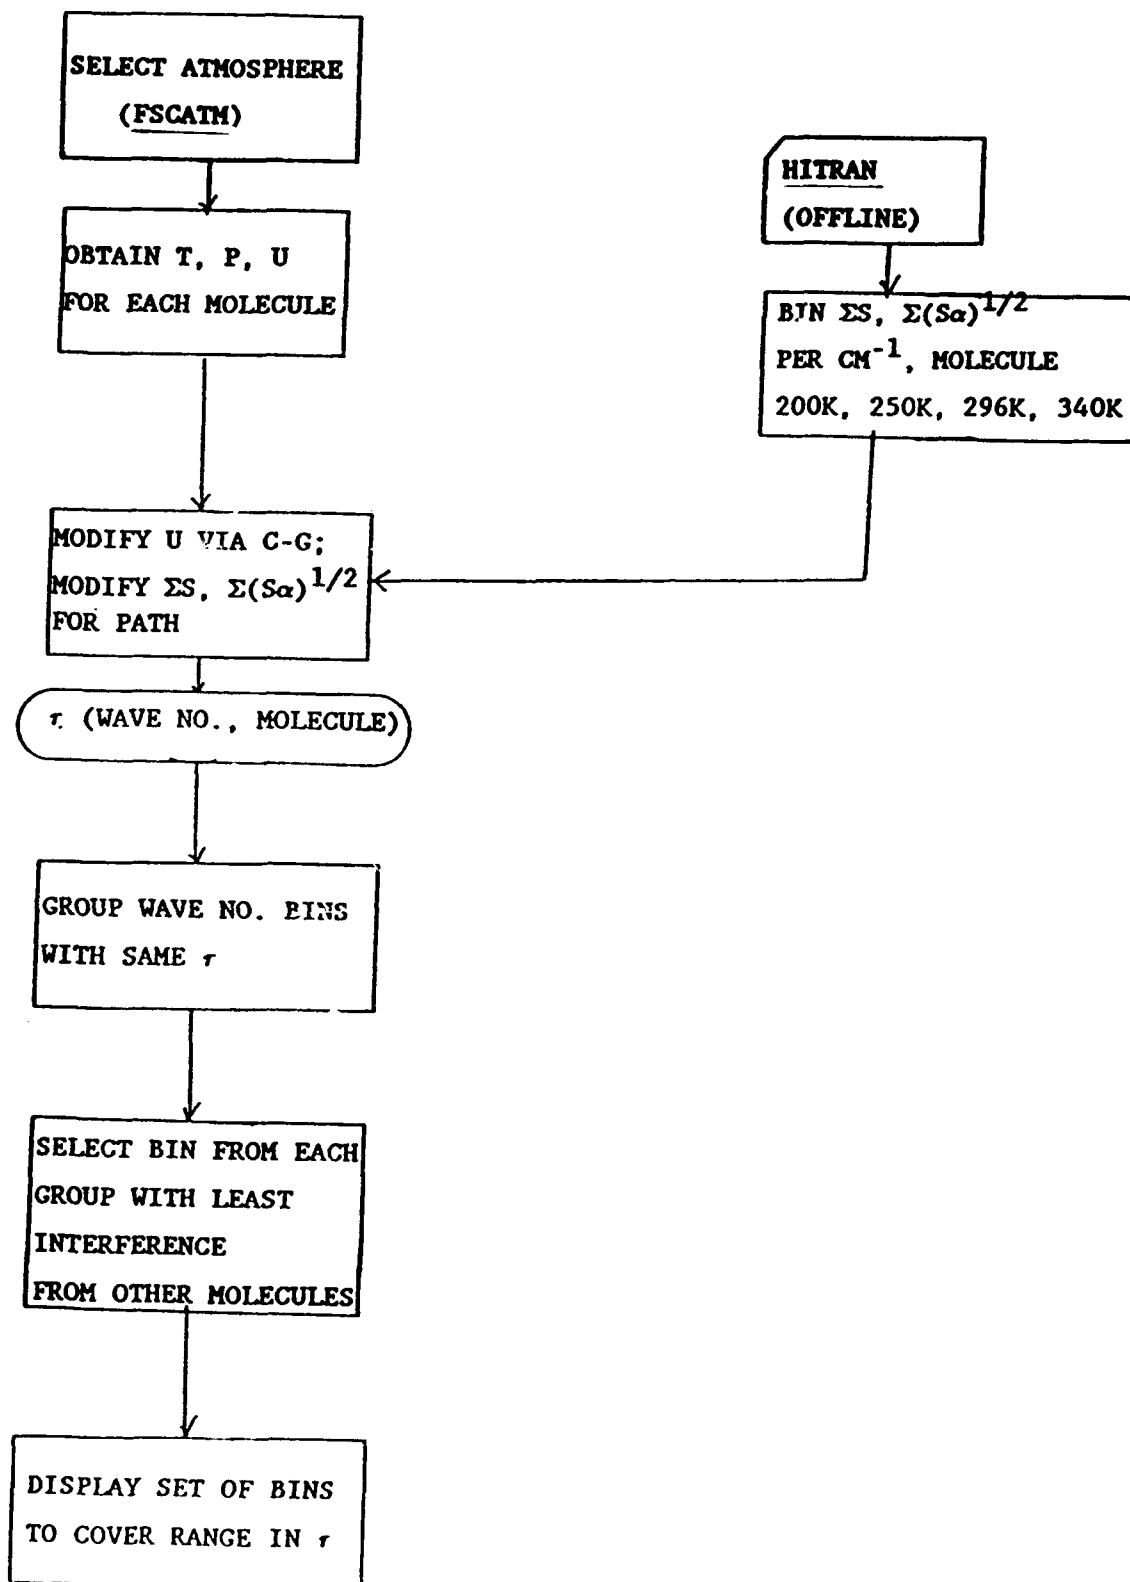 SELECT ATMOSPHERE
(FSCATM)
OBTAIN T, P, U
FOR EACH MOLECULE
HITRAN
(OFFLINE)
BIN ΣS, Σ(Sα)^1/2
PER CM^-1, MOLECULE
200K, 250K, 296K, 340K
MODIFY U VIA C-G;
MODIFY ΣS, Σ(Sα)^1/2
FOR PATH
τ (WAVE NO., MOLECULE)
GROUP WAVE NO. BINS
WITH SAME τ
SELECT BIN FROM EACH
GROUP WITH LEAST
INTERFERENCE
FROM OTHER MOLECULES
DISPLAY SET OF BINS
TO COVER RANGE IN τ